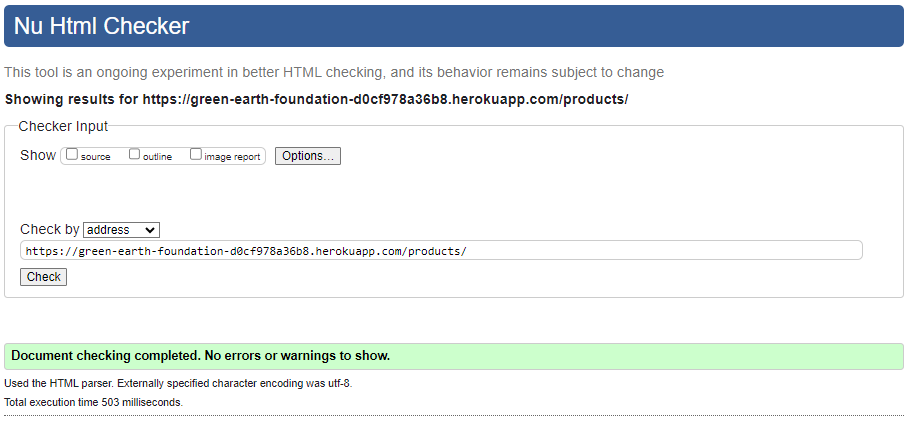 Nu Html Checker
This tool is an ongoing experiment in better HTML checking, and its behavior remains subject to change
Showing results for https://green-earth-foundation-d0cf978a36b8.herokuapp.com/products/
Checker Input
Show source outline image report Options...
Check by address
https://green-earth-foundation-d0cf978a36b8.herokuapp.com/products/
Check
Document checking completed. No errors or warnings to show.
Used the HTML parser. Externally specified character encoding was utf-8.
Total execution time 503 milliseconds.